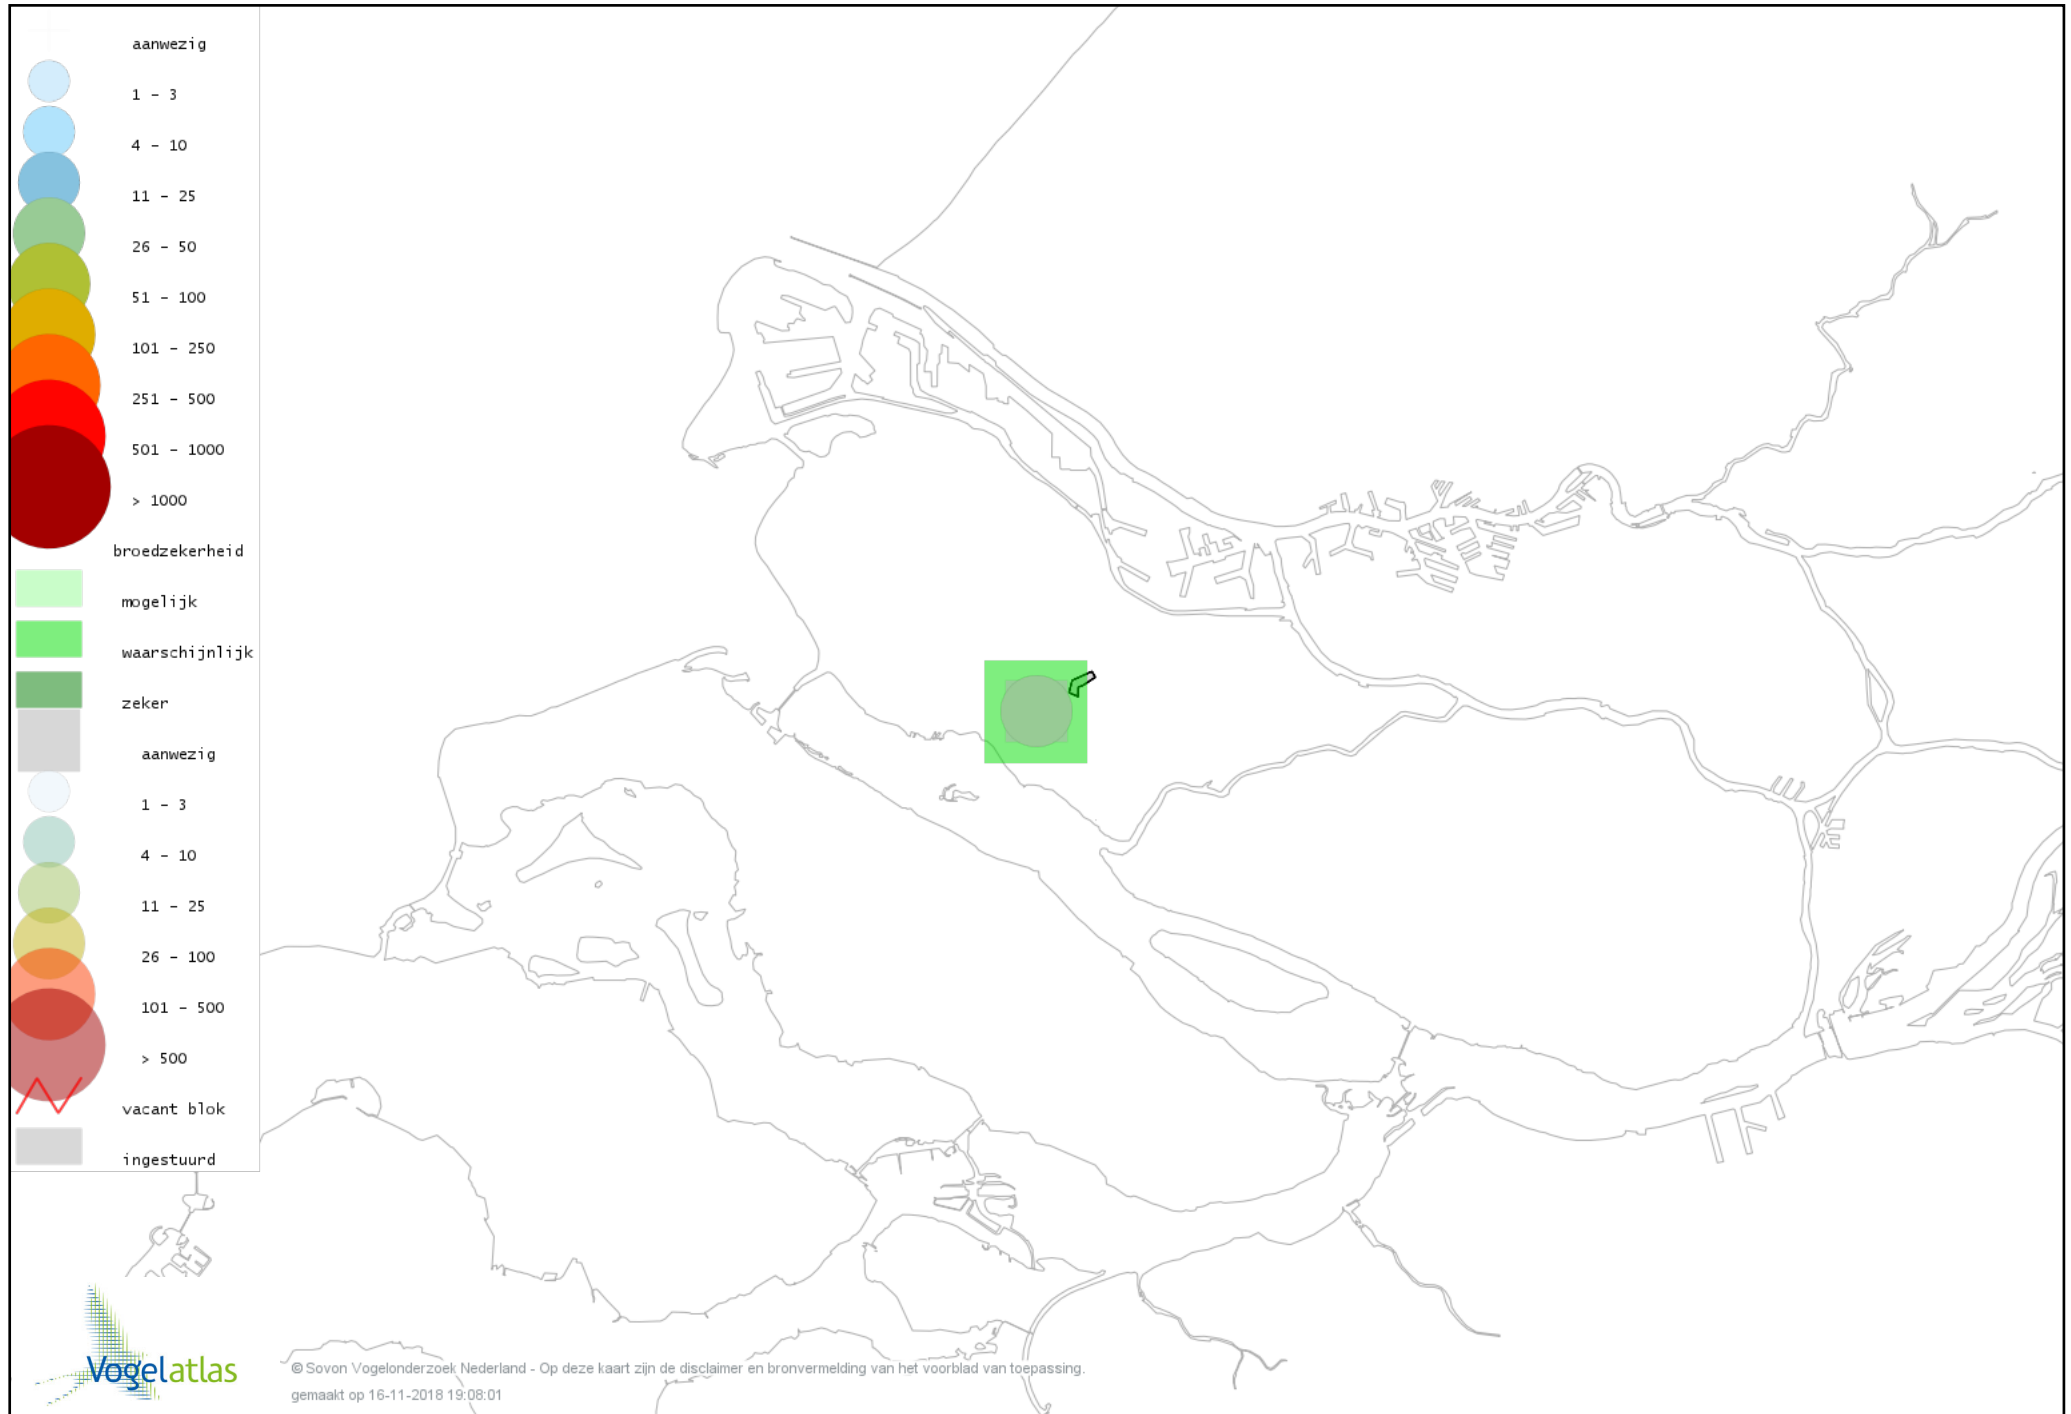 aanwezig
1 - 3
4 - 10
11 - 25
26 - 50
51 - 100
101 - 250
251 - 500
501 - 1000
> 1000
broedzekerheid
mogelijk
waarschijnlijk
zeker
aanwezig
1 - 3
4 - 10
11 - 25
26 - 100
101 - 500
> 500
vacant blok
ingestuurd
Vogelatlas
© Sovon Vogelonderzoek Nederland - Op deze kaart zijn de disclaimer en bronvermelding van het voorblad van toepassing.
gemaakt op 16-11-2018 19:08:01